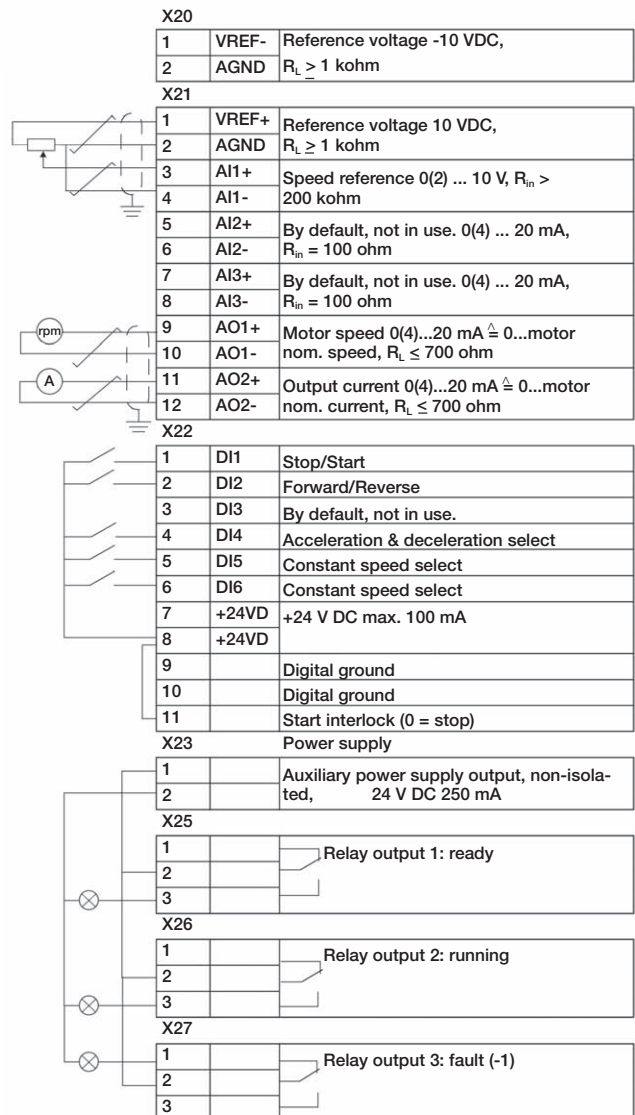 X20
1 VREF- Reference voltage -10 VDC,
2 AGND R_L ≥ 1 kohm
X21
1 VREF+ Reference voltage 10 VDC,
2 AGND R_L ≥ 1 kohm
3 AI1+ Speed reference 0(2) ... 10 V, R_in >
4 AI1- 200 kohm
5 AI2+ By default, not in use. 0(4) ... 20 mA,
6 AI2- R_in = 100 ohm
7 AI3+ By default, not in use. 0(4) ... 20 mA,
8 AI3- R_in = 100 ohm
rpm 9 AO1+ Motor speed 0(4)...20 mA ≙ 0...motor
10 AO1- nom. speed, R_L ≤ 700 ohm
A 11 AO2+ Output current 0(4)...20 mA ≙ 0...motor
12 AO2- nom. current, R_L ≤ 700 ohm
X22
1 DI1 Stop/Start
2 DI2 Forward/Reverse
3 DI3 By default, not in use.
4 DI4 Acceleration & deceleration select
5 DI5 Constant speed select
6 DI6 Constant speed select
7 +24VD +24 V DC max. 100 mA
8 +24VD
9 Digital ground
10 Digital ground
11 Start interlock (0 = stop)
X23 Power supply
1 Auxiliary power supply output, non-isola-
2 ted, 24 V DC 250 mA
X25
1 Relay output 1: ready
2
3
X26
1 Relay output 2: running
2
3
X27
1 Relay output 3: fault (-1)
2
3